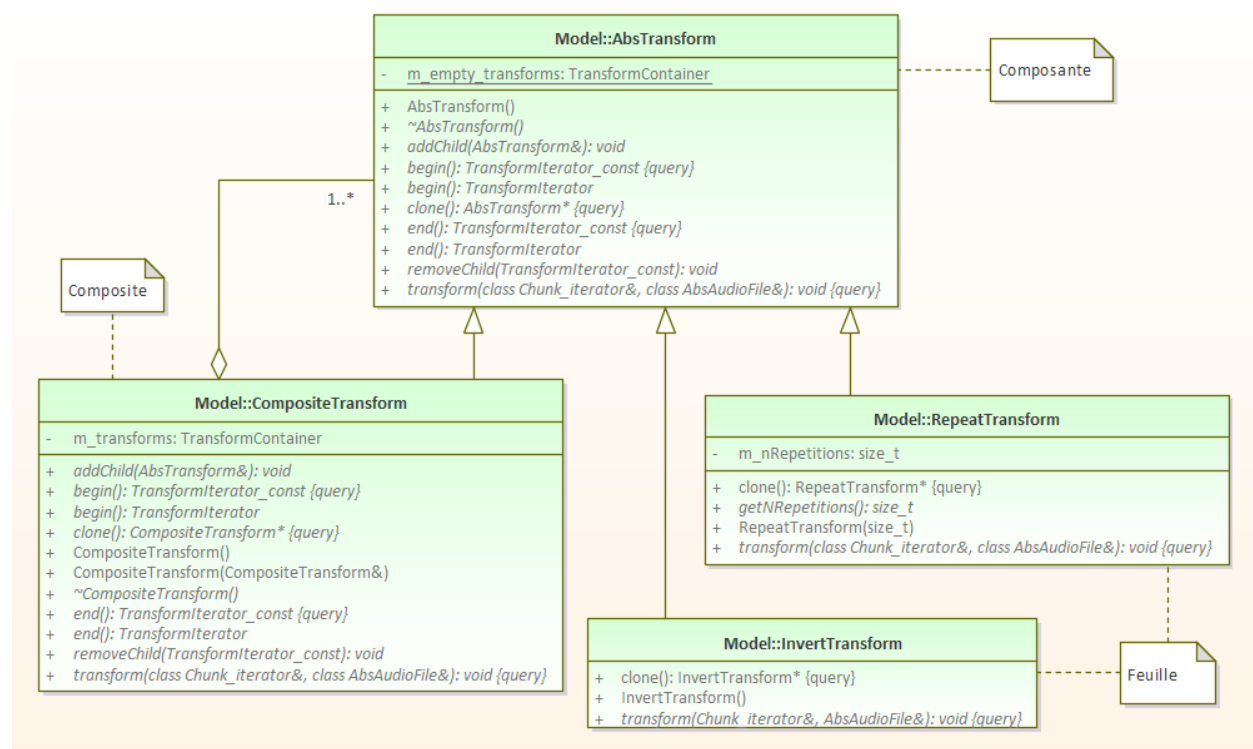 Model::AbsTransform
- m_empty_transforms: TransformContainer
+ AbsTransform()
+ ~AbsTransform()
+ addChild(AbsTransform&): void
+ begin(): TransformIterator_const {query}
+ begin(): TransformIterator
+ clone(): AbsTransform* {query}
+ end(): TransformIterator_const {query}
+ end(): TransformIterator
+ removeChild(TransformIterator_const): void
+ transform(class Chunk_iterator&, class AbsAudioFile&): void {query}
Composante
1..*
Composite
Model::CompositeTransform
- m_transforms: TransformContainer
+ addChild(AbsTransform&): void
+ begin(): TransformIterator_const {query}
+ begin(): TransformIterator
+ clone(): CompositeTransform* {query}
+ CompositeTransform()
+ CompositeTransform(CompositeTransform&)
+ ~CompositeTransform()
+ end(): TransformIterator_const {query}
+ end(): TransformIterator
+ removeChild(TransformIterator_const): void
+ transform(class Chunk_iterator&, class AbsAudioFile&): void {query}
Model::RepeatTransform
- m_nRepetitions: size_t
+ clone(): RepeatTransform* {query}
+ getNRepetitions(): size_t
+ RepeatTransform(size_t)
+ transform(class Chunk_iterator&, class AbsAudioFile&): void {query}
Model::InvertTransform
+ clone(): InvertTransform* {query}
+ InvertTransform()
+ transform(Chunk_iterator&, AbsAudioFile&): void {query}
Feuille